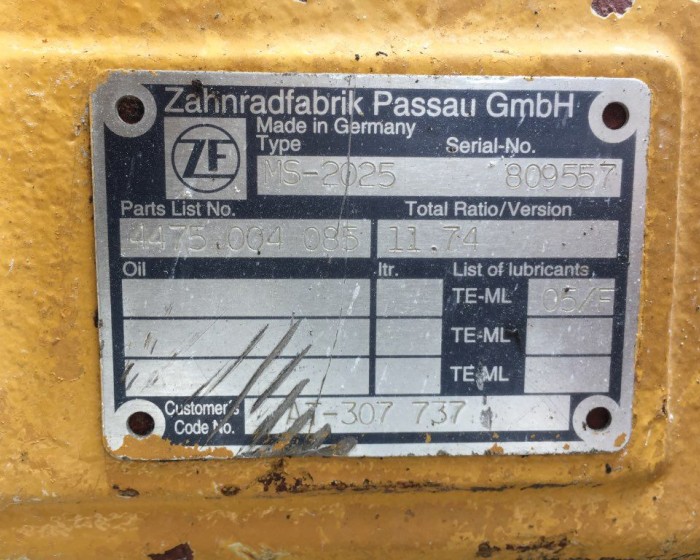 Zahnradfabrik Passau GmbH
Made in Germany
ZF
Type Serial-No.
MS-2025 809557
Parts List No. Total Ratio/Version
4475 004 085 11.74
Oil ltr. List of lubricants
TE-ML 05/F
TE-ML
TE-ML
Customer's
Code No. AT-307 737